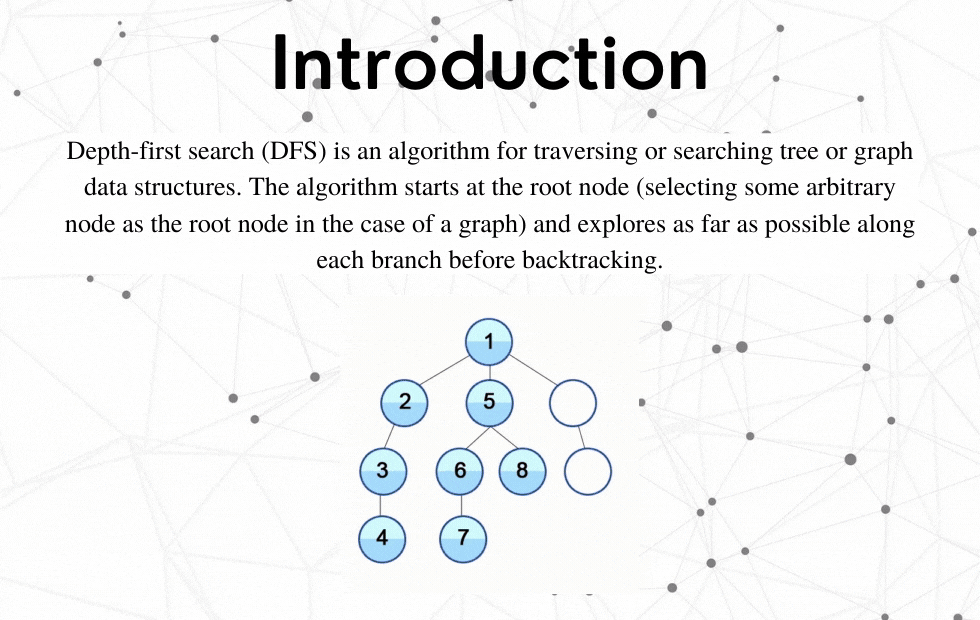 Introduction
Depth-first search (DFS) is an algorithm for traversing or searching tree or graph
data structures. The algorithm starts at the root node (selecting some arbitrary
node as the root node in the case of a graph) and explores as far as possible along
each branch before backtracking.
1
2 5
3 6 8
4 7